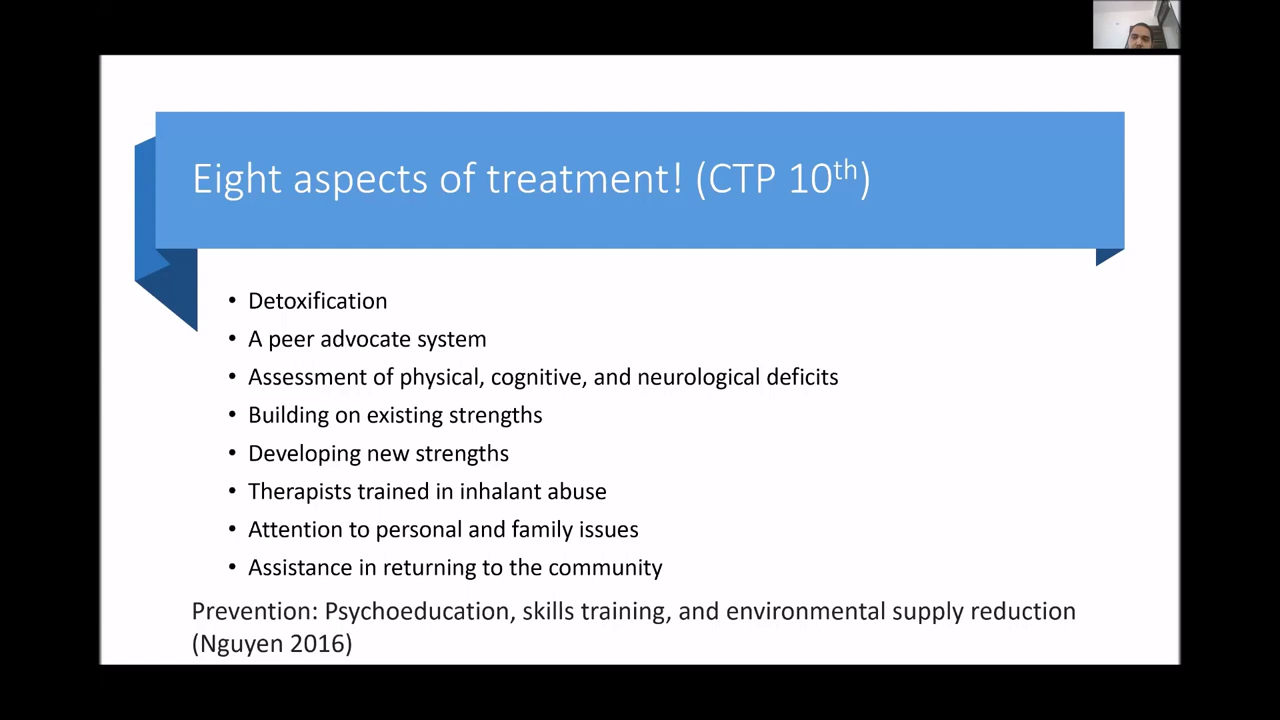 Eight aspects of treatment! (CTP 10th)
• Detoxification
• A peer advocate system
• Assessment of physical, cognitive, and neurological deficits
• Building on existing strengths
• Developing new strengths
• Therapists trained in inhalant abuse
• Attention to personal and family issues
• Assistance in returning to the community
Prevention: Psychoeducation, skills training, and environmental supply reduction
(Nguyen 2016)